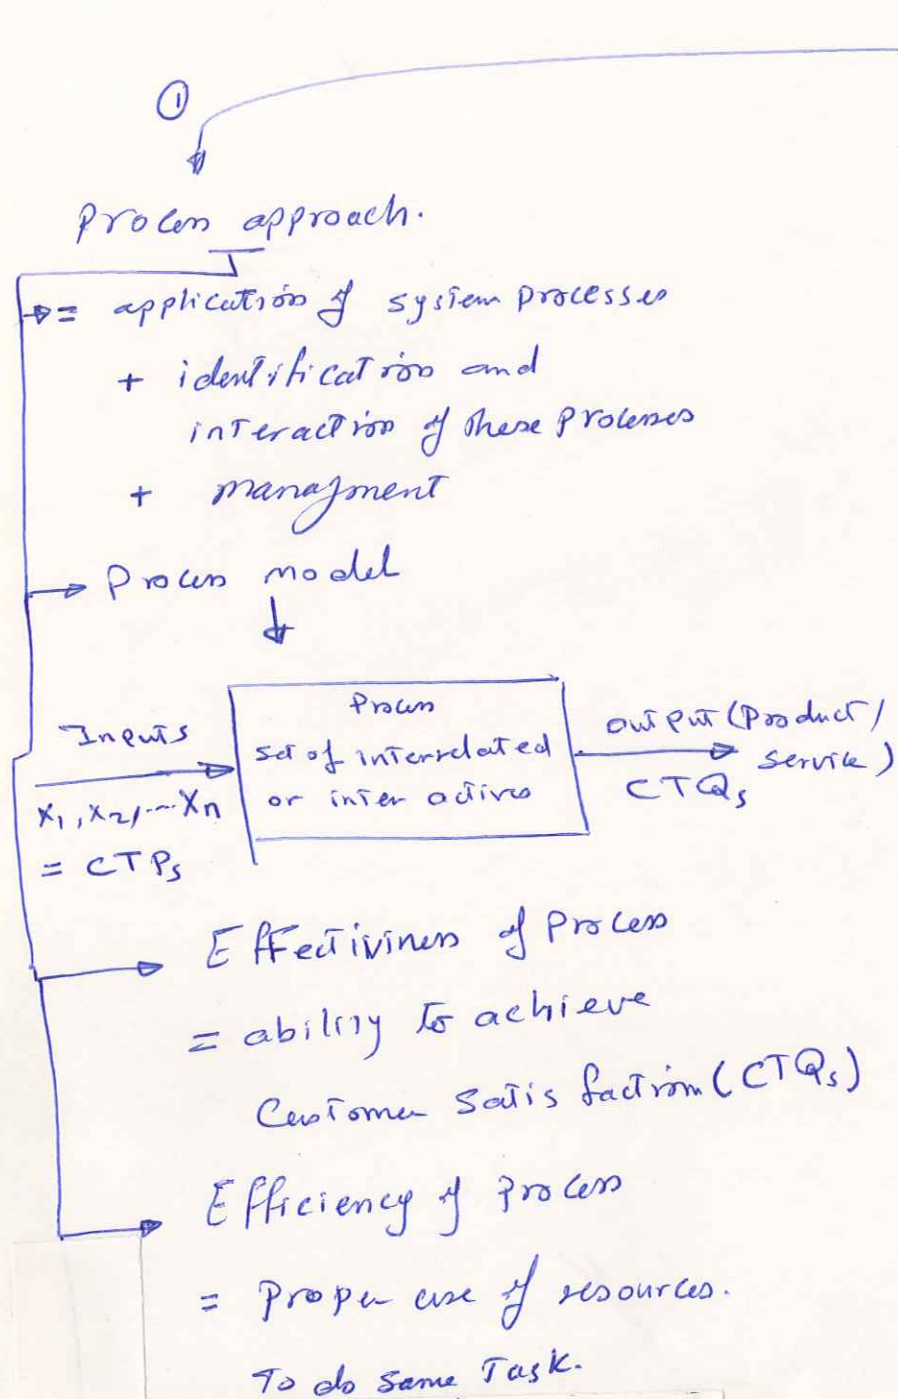 ①
Process approach.
= application of system processes
+ identification and
interaction of these processes
+ managment
Process model
Inputs
X1, X2, ... Xn
= CTPs
Process
set of interrelated
or inter actives
output (Product /
service)
CTQs
Effectiviness of Process
= ability to achieve
Customer Satisfaction (CTQs)
Efficiency of process
= proper use of resources.
To do same Task.